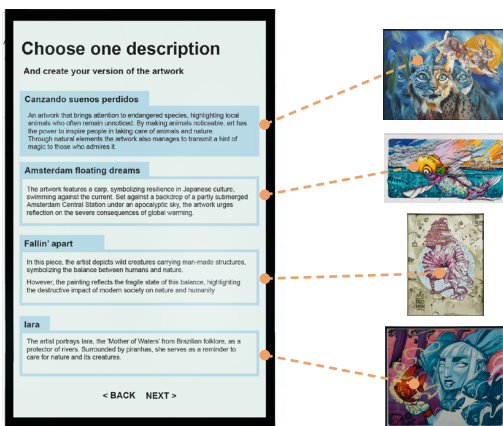 Choose one description
And create your version of the artwork
Canzando suenos perdidos
An artwork that brings attention to endangered species, highlighting local
animals who often remain unnoticed. By making animals noticeable, art has
the power to inspire people in taking care of animals and nature.
Through natural elements the artwork also manages to transmit a hint of
magic to those who admires it.
Amsterdam floating dreams
The artwork features a carp, symbolizing resilience in Japanese culture,
swimming against the current. Set against a backdrop of a partly submerged
Amsterdam Central Station under an apocalyptic sky, the artwork urges
reflection on the severe consequences of global warming.
Fallin' apart
In this piece, the artist depicts wild creatures carrying man-made structures,
symbolizing the balance between humans and nature.
However, the painting reflects the fragile state of this balance, highlighting
the destructive impact of modern society on nature and humanity
Iara
The artist portrays Iara, the 'Mother of Waters' from Brazilian folklore, as a
protector of rivers. Surrounded by piranhas, she serves as a reminder to
care for nature and its creatures.
< BACK NEXT >